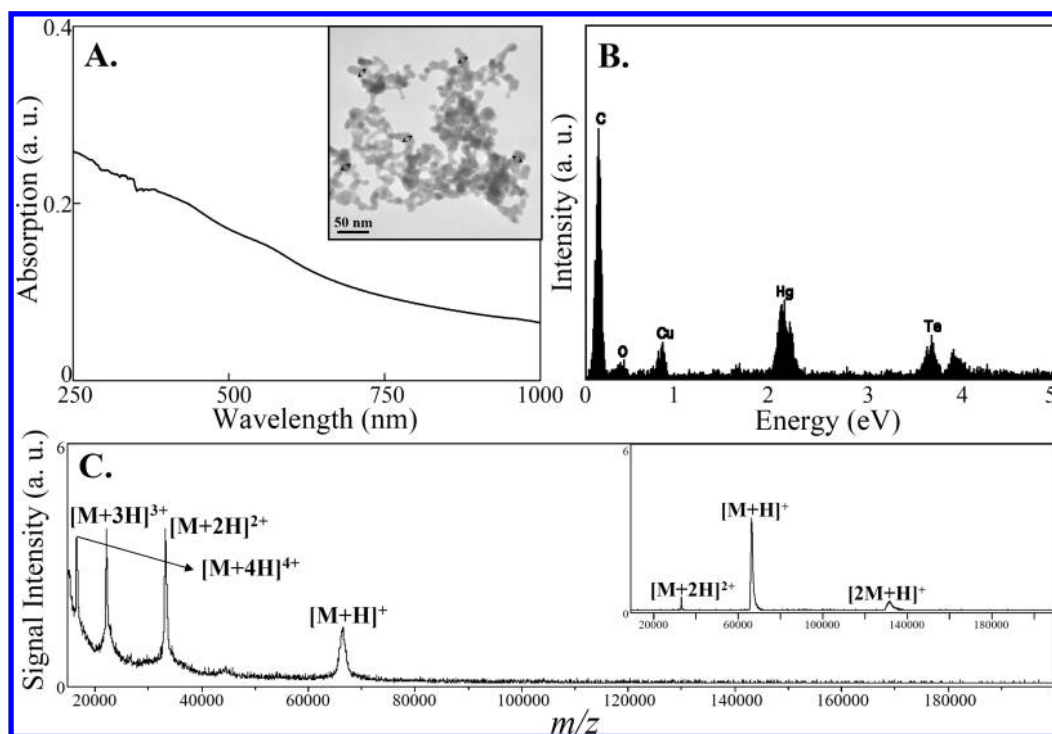 A.
0.4
0.2
0
Absorption (a. u.)
250
500
750
1000
Wavelength (nm)
50 nm
B.
C
O
Cu
Hg
Te
Intensity (a. u.)
0
1
2
3
4
5
Energy (eV)
C.
6
0
Signal Intensity (a. u.)
[M+3H]³⁺
[M+2H]²⁺
[M+4H]⁴⁺
[M+H]⁺
20000
40000
60000
80000
100000
120000
140000
160000
180000
m/z
6
0
[M+H]⁺
[M+2H]²⁺
[2M+H]⁺
20000
60000
100000
140000
180000